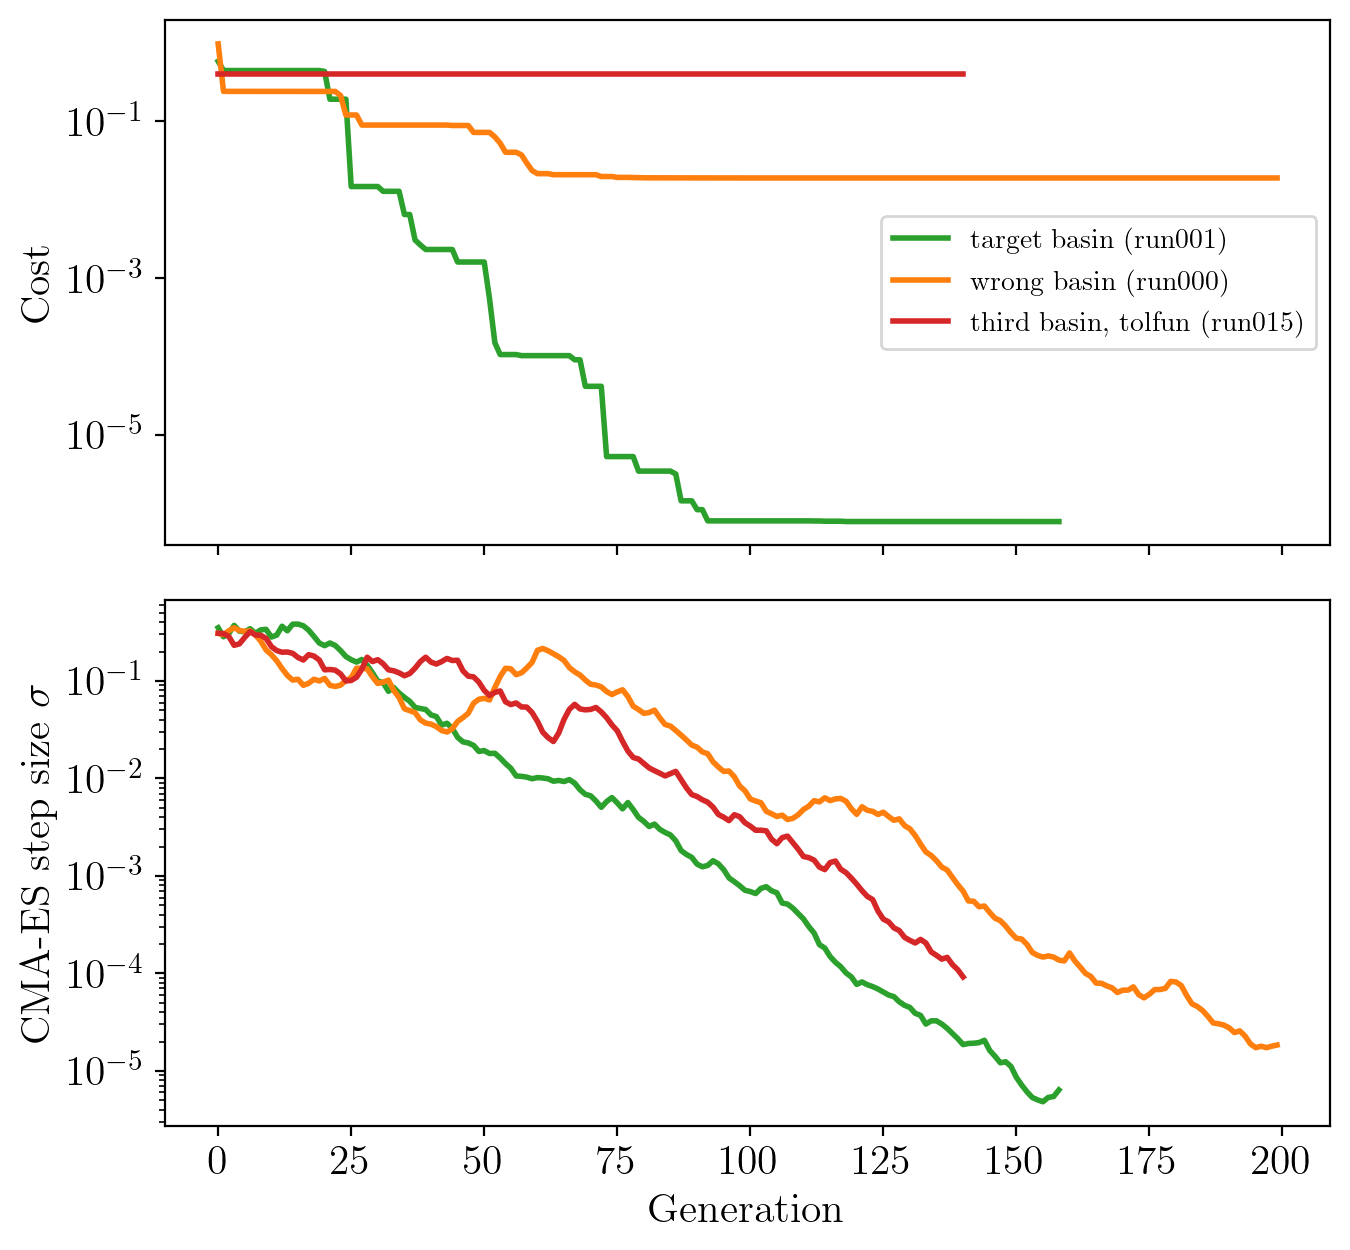 Cost
10⁻¹
10⁻³
10⁻⁵
target basin (run001)
wrong basin (run000)
third basin, tolfun (run015)
CMA-ES step size σ
10⁻¹
10⁻²
10⁻³
10⁻⁴
10⁻⁵
0 25 50 75 100 125 150 175 200
Generation